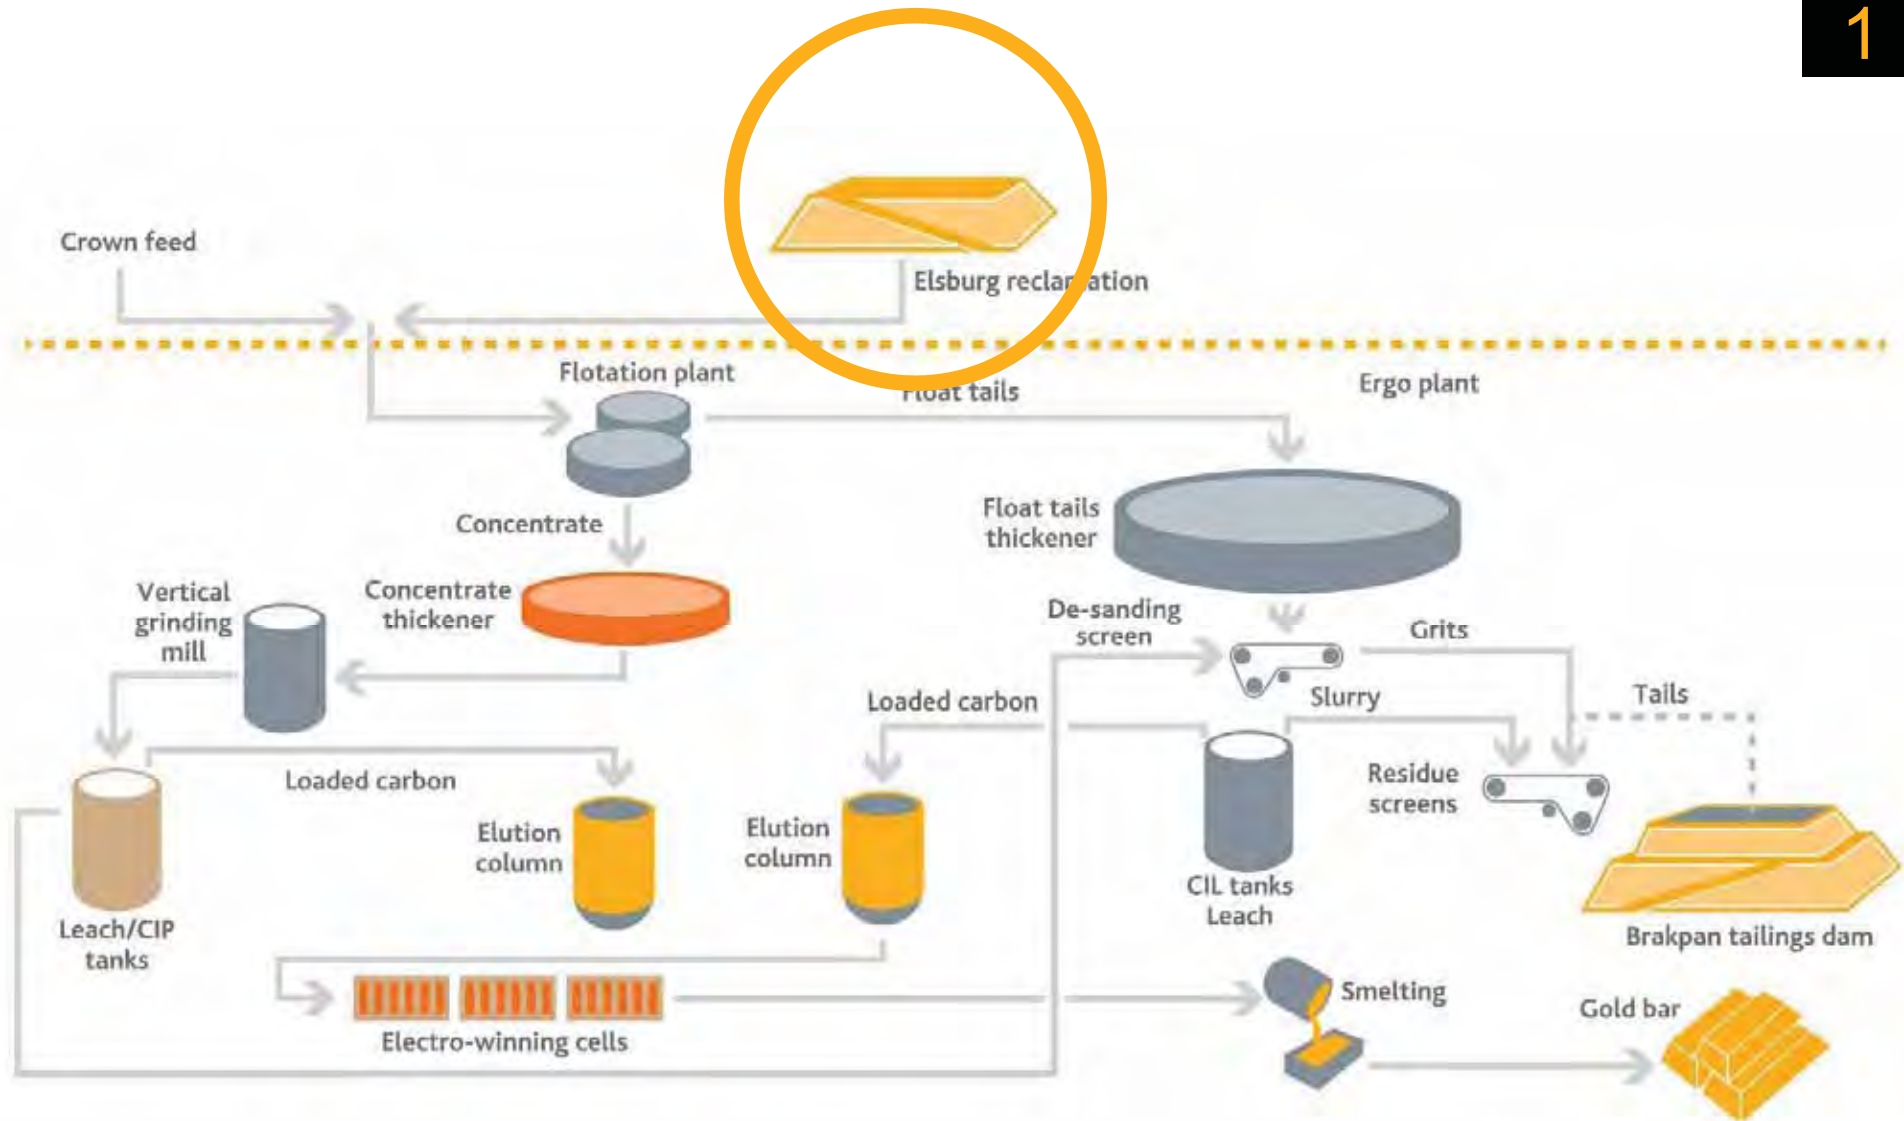 1
Crown feed
Elsburg reclamation
Flotation plant
Float tails
Ergo plant
Concentrate
Float tails
thickener
Vertical
grinding
mill
Concentrate
thickener
De-sanding
screen
Grits
Loaded carbon
Slurry
Tails
Loaded carbon
Residue
screens
Elution
column
Elution
column
CIL tanks
Leach
Leach/CIP
tanks
Brakpan tailings dam
Smelting
Gold bar
Electro-winning cells